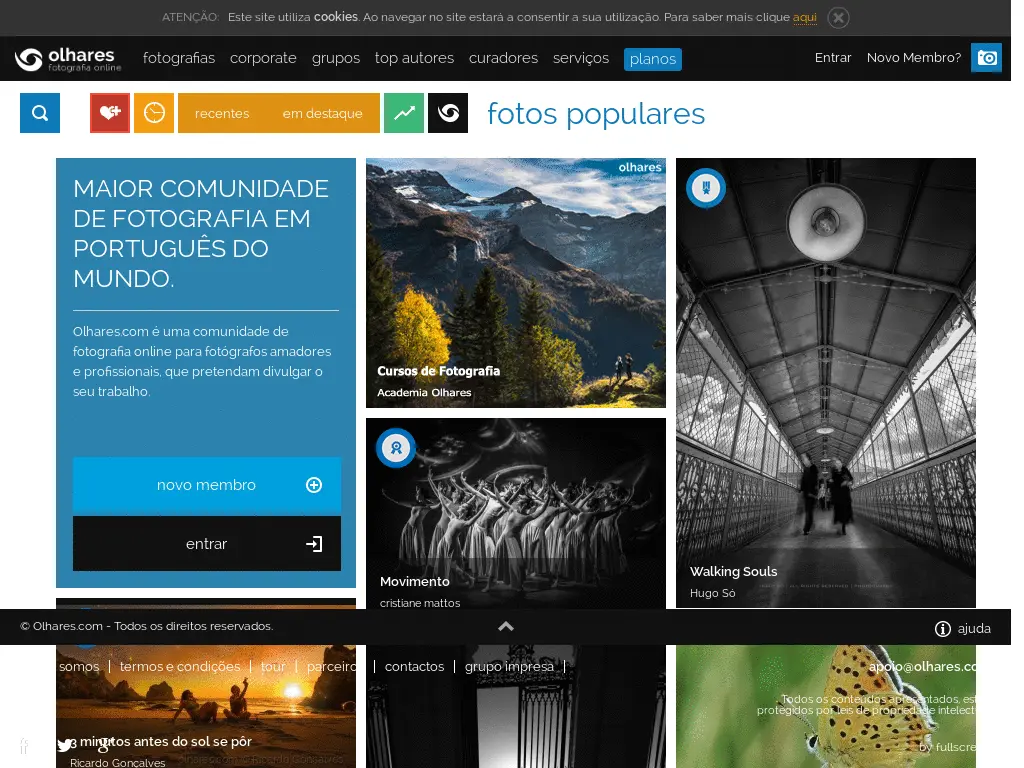 ATENÇÃO: Este site utiliza cookies. Ao navegar no site estará a consentir a sua utilização. Para saber mais clique aqui
olhares
fotografia online
fotografias corporate grupos top autores curadores serviços planos
Entrar Novo Membro?
recentes em destaque
fotos populares
MAIOR COMUNIDADE
DE FOTOGRAFIA EM
PORTUGUÊS DO
MUNDO.
Olhares.com é uma comunidade de
fotografia online para fotógrafos amadores
e profissionais, que pretendam divulgar o
seu trabalho.
novo membro
entrar
olhares
Cursos de Fotografia
Academia Olhares
Movimento
cristiane mattos
Walking Souls
Hugo Só
© Olhares.com - Todos os direitos reservados.
ajuda
somos | termos e condições | tour | parceiro | contactos | grupo impresa |
apoio@olhares.co
Todos os conteúdos apresentados, est
protegidos por leis de propriedade intelect
3 minutos antes do sol se pôr
Ricardo Gonçalves
by fullscre